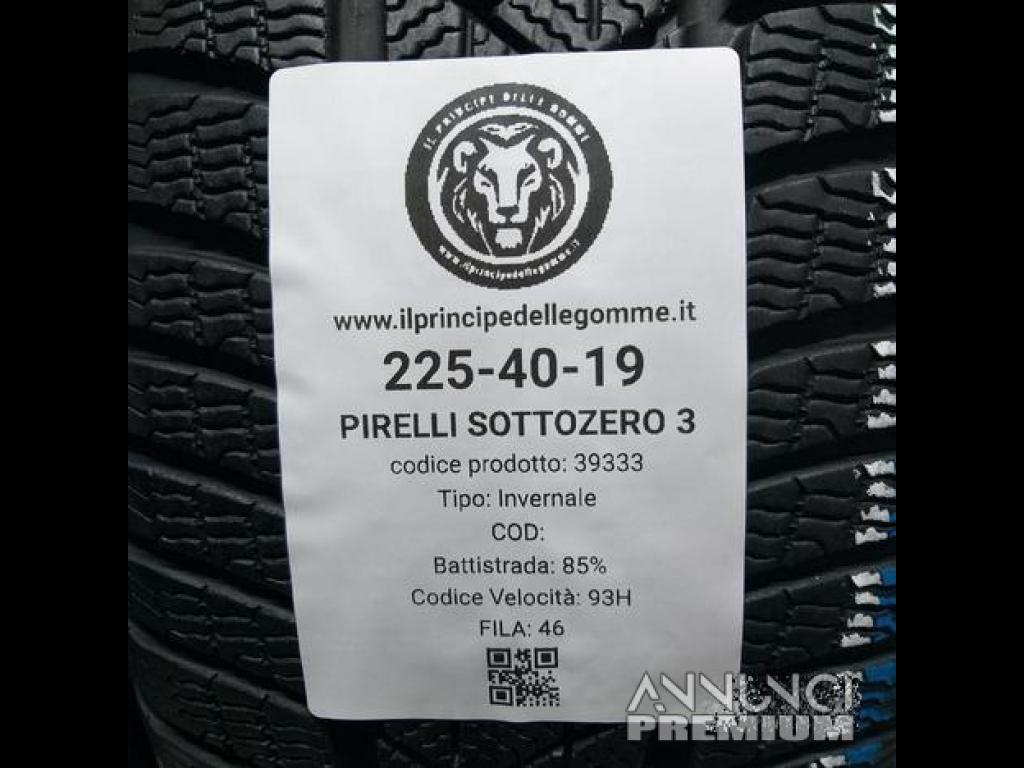 IL PRINCIPE DELLE GOMME
www.ilprincipedellegomme.it
www.ilprincipedellegomme.it
225-40-19
PIRELLI SOTTOZERO 3
codice prodotto: 39333
Tipo: Invernale
COD:
Battistrada: 85%
Codice Velocità: 93H
FILA: 46
ANNUNCI
PREMIUM